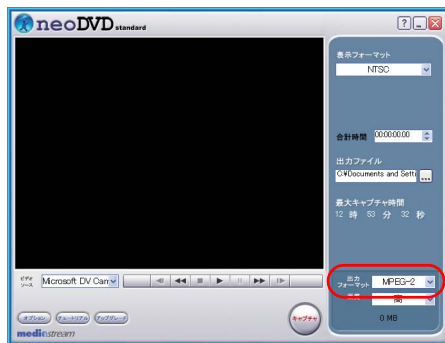 neoDVD standard
表示フォーマット
NTSC
合計時間 00:00:00.00
出力ファイル
C:¥Documents and Setti ...
最大キャプチャ時間
12 時 53 分 32 秒
ビデオ
ソース
Microsoft DV Cam
出力
フォーマット
MPEG-2
高
0 MB
オプション チュートリアル アップグレード
キャプチャ
mediostream